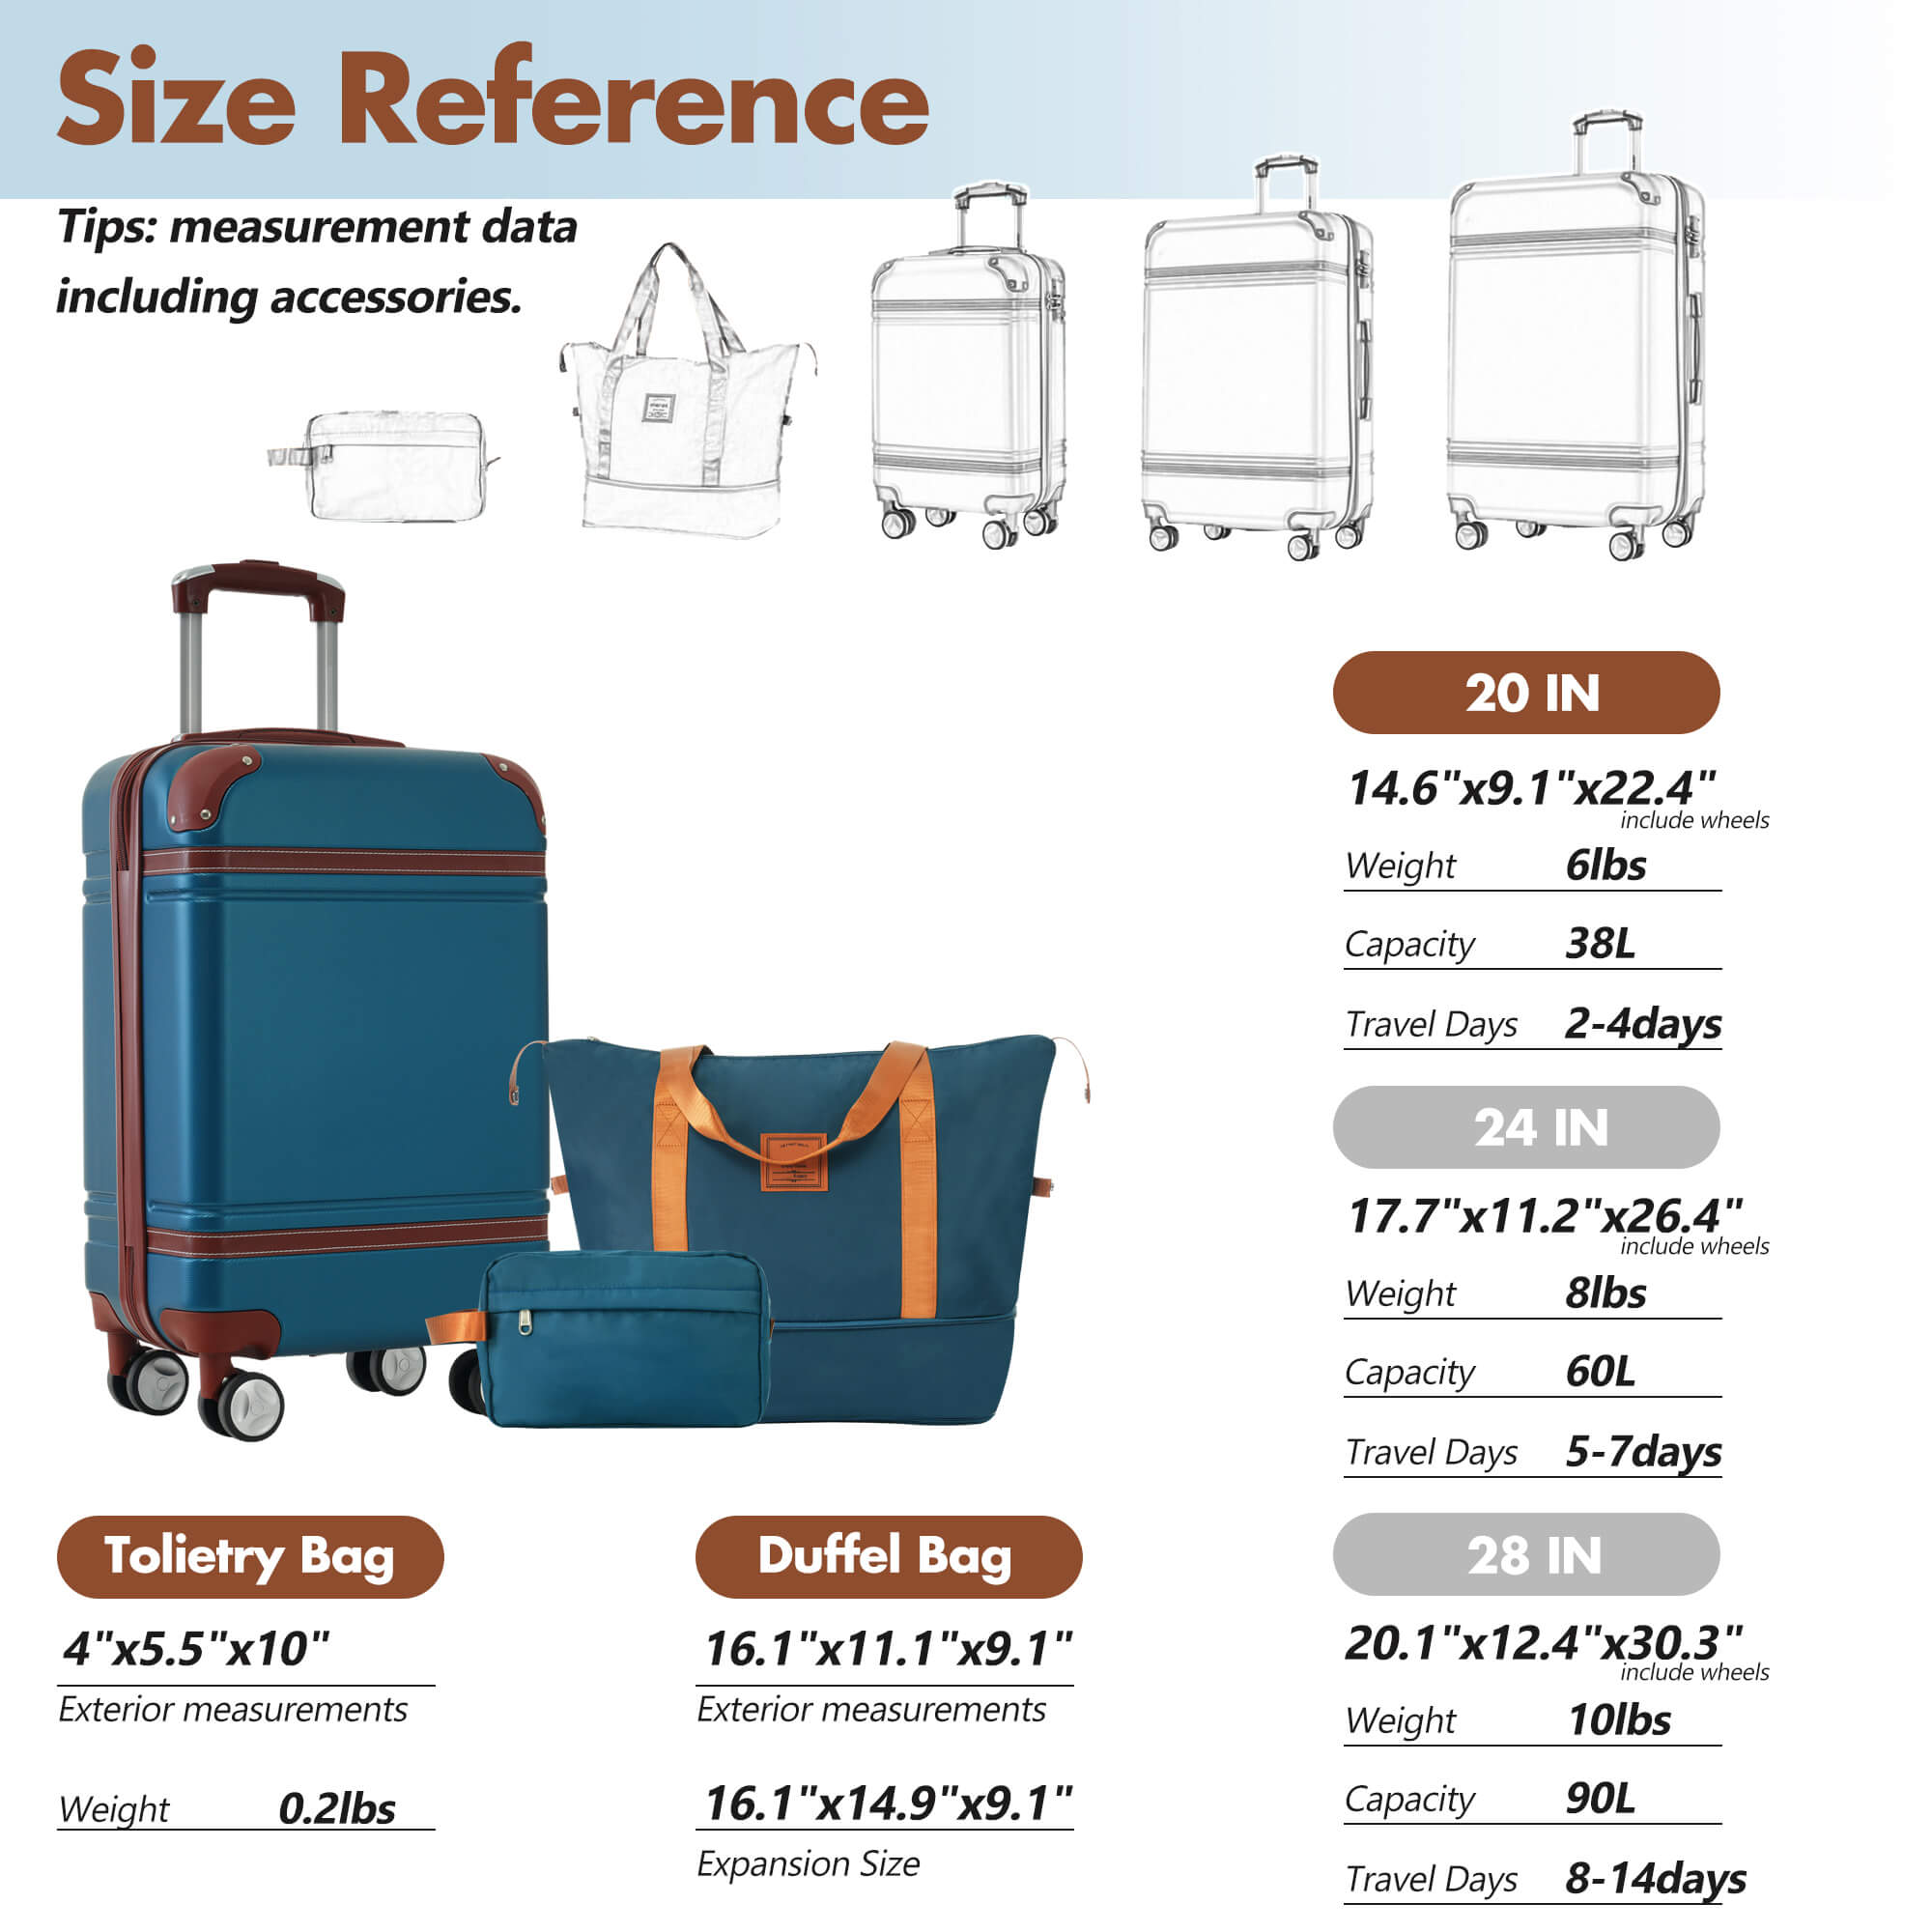 Size Reference
Tips: measurement data
including accessories.
20 IN
14.6"x9.1"x22.4"
include wheels
Weight 6lbs
Capacity 38L
Travel Days 2-4days
24 IN
17.7"x11.2"x26.4"
include wheels
Weight 8lbs
Capacity 60L
Travel Days 5-7days
28 IN
20.1"x12.4"x30.3"
include wheels
Weight 10lbs
Capacity 90L
Travel Days 8-14days
Tolietry Bag
4"x5.5"x10"
Exterior measurements
Weight 0.2lbs
Duffel Bag
16.1"x11.1"x9.1"
Exterior measurements
16.1"x14.9"x9.1"
Expansion Size